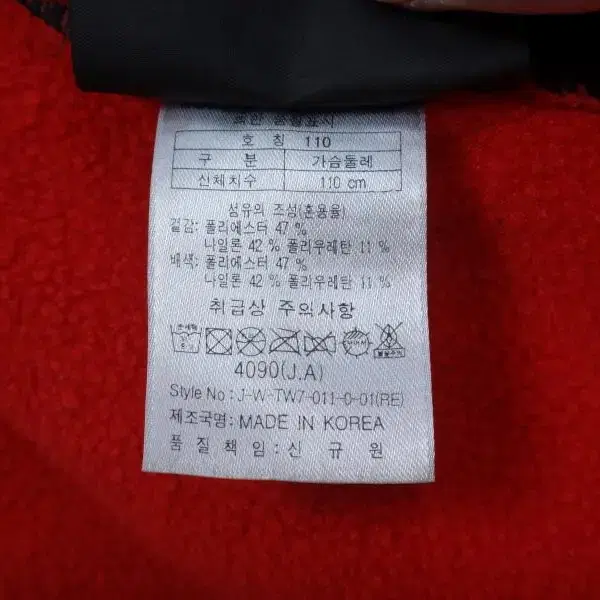 품질표시
호 칭 110
구 분 가슴둘레
신체치수 110 cm
섬유의 조성(혼용율)
겉감: 폴리에스터 47 %
나일론 42 % 폴리우레탄 11 %
배색: 폴리에스터 47 %
나일론 42 % 폴리우레탄 11 %
취급상 주의사항
4090(J.A)
Style No : J-W-TW7-011-0-01(RE)
제조국명: MADE IN KOREA
품 질 책 임 : 신 규 원